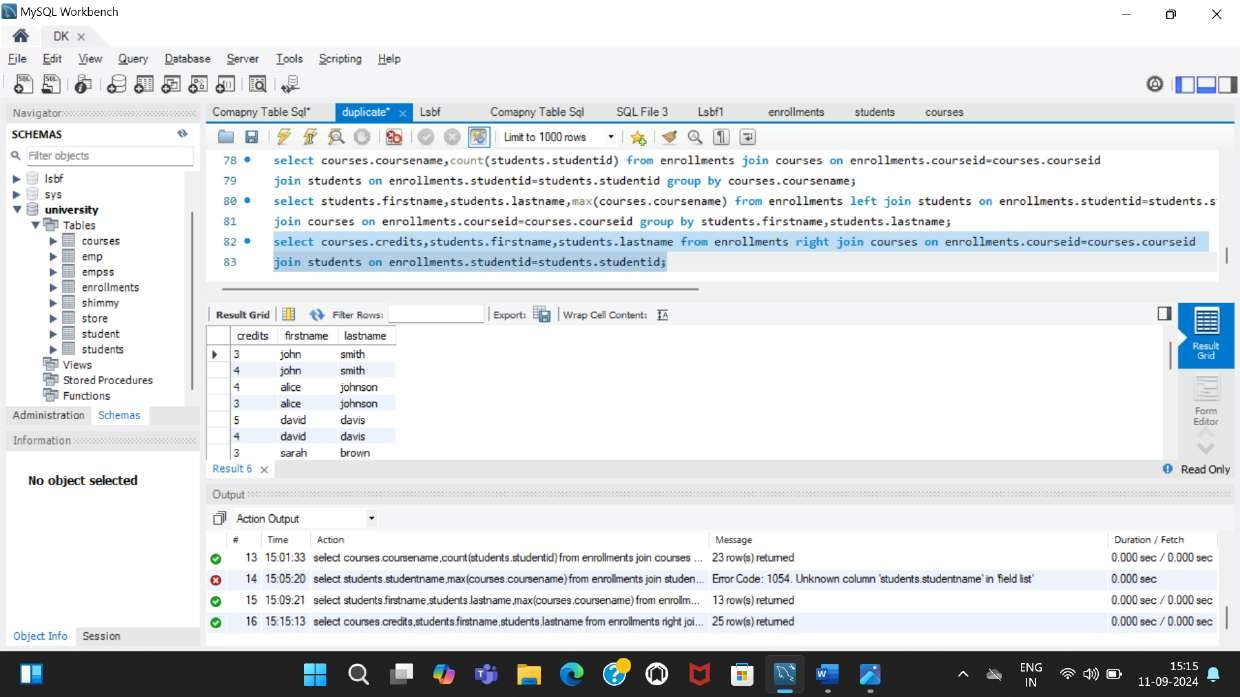 MySQL Workbench
DK
File Edit View Query Database Server Tools Scripting Help
Navigator
SCHEMAS
Filter objects
lsbf
sys
university
Tables
courses
emp
empss
enrollments
shimmy
store
student
students
Views
Stored Procedures
Functions
Administration Schemas
Information
No object selected
Object Info Session
Comapny Table Sql* duplicate* Lsbf Comapny Table Sql SQL File 3 Lsbf1 enrollments students courses
Limit to 1000 rows
78 select courses.coursename,count(students.studentid) from enrollments join courses on enrollments.courseid=courses.courseid
79 join students on enrollments.studentid=students.studentid group by courses.coursename;
80 select students.firstname,students.lastname,max(courses.coursename) from enrollments left join students on enrollments.studentid=students.s
81 join courses on enrollments.courseid=courses.courseid group by students.firstname,students.lastname;
82 select courses.credits,students.firstname,students.lastname from enrollments right join courses on enrollments.courseid=courses.courseid
83 join students on enrollments.studentid=students.studentid;
Result Grid Filter Rows: Export: Wrap Cell Content:
credits firstname lastname
3 john smith
4 john smith
4 alice johnson
3 alice johnson
5 david davis
4 david davis
3 sarah brown
Result Grid
Form Editor
Result 6
Read Only
Output
Action Output
# Time Action Message Duration / Fetch
13 15:01:33 select courses.coursename,count(students.studentid) from enrollments join courses ... 23 row(s) returned 0.000 sec / 0.000 sec
14 15:05:20 select students.studentname,max(courses.coursename) from enrollments join studen... Error Code: 1054. Unknown column 'students.studentname' in 'field list' 0.000 sec
15 15:09:21 select students.firstname,students.lastname,max(courses.coursename) from enrollm... 13 row(s) returned 0.000 sec / 0.000 sec
16 15:15:13 select courses.credits,students.firstname,students.lastname from enrollments right joi... 25 row(s) returned 0.000 sec / 0.000 sec
ENG
IN
15:15
11-09-2024